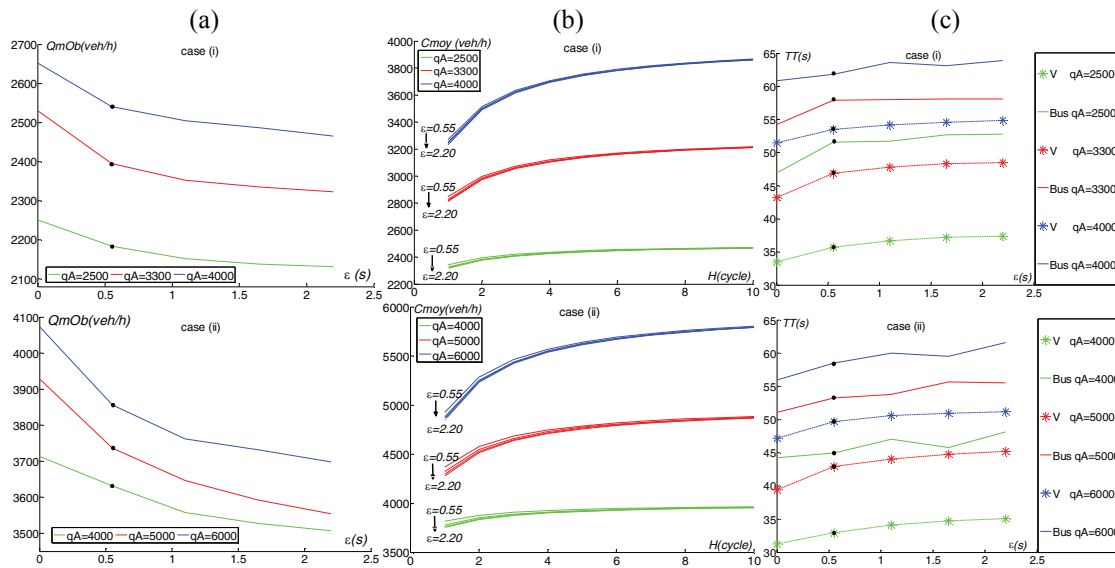 (a)
(b)
(c)
QmOb(veh/h)
case (i)
2700
2600
2500
2400
2300
2200
2100
qA=2500 qA=3300 qA=4000
ε (s)
0 0.5 1 1.5 2 2.5
Cmoy (veh/h)
case (i)
qA=2500
qA=3300
qA=4000
4000
3800
3600
3400
3200
3000
2800
2600
2400
2200
ε=0.55
ε=2.20
ε=0.55
ε=2.20
ε=0.55
ε=2.20
H(cycle)
0 2 4 6 8 10
TT(s)
case (i)
65
60
55
50
45
40
35
30
ε(s)
0 0.5 1 1.5 2 2.5
V qA=2500
Bus qA=2500
V qA=3300
Bus qA=3300
V qA=4000
Bus qA=4000
QmOb(veh/h)
case (ii)
4100
4000
3900
3800
3700
3600
3500
qA=4000 qA=5000 qA=6000
ε(s)
0 0.5 1 1.5 2 2.5
Cmoy(veh/h)
case (ii)
qA=4000
qA=5000
qA=6000
6000
5500
5000
4500
4000
3500
ε=0.55
ε=2.20
ε=0.55
ε=2.20
ε=0.55
ε=2.20
H(cycle)
0 2 4 6 8 10
TT(s)
case (ii)
65
60
55
50
45
40
35
30
ε(s)
0 0.5 1 1.5 2 2.5
V qA=4000
Bus qA=4000
V qA=5000
Bus qA=5000
V qA=6000
Bus qA=6000